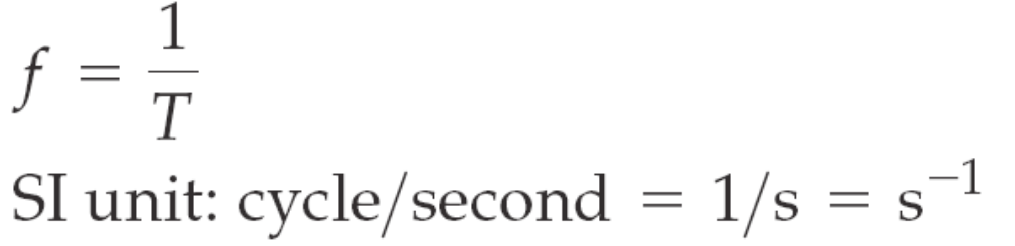 f = 1/T
SI unit: cycle/second = 1/s = s⁻¹